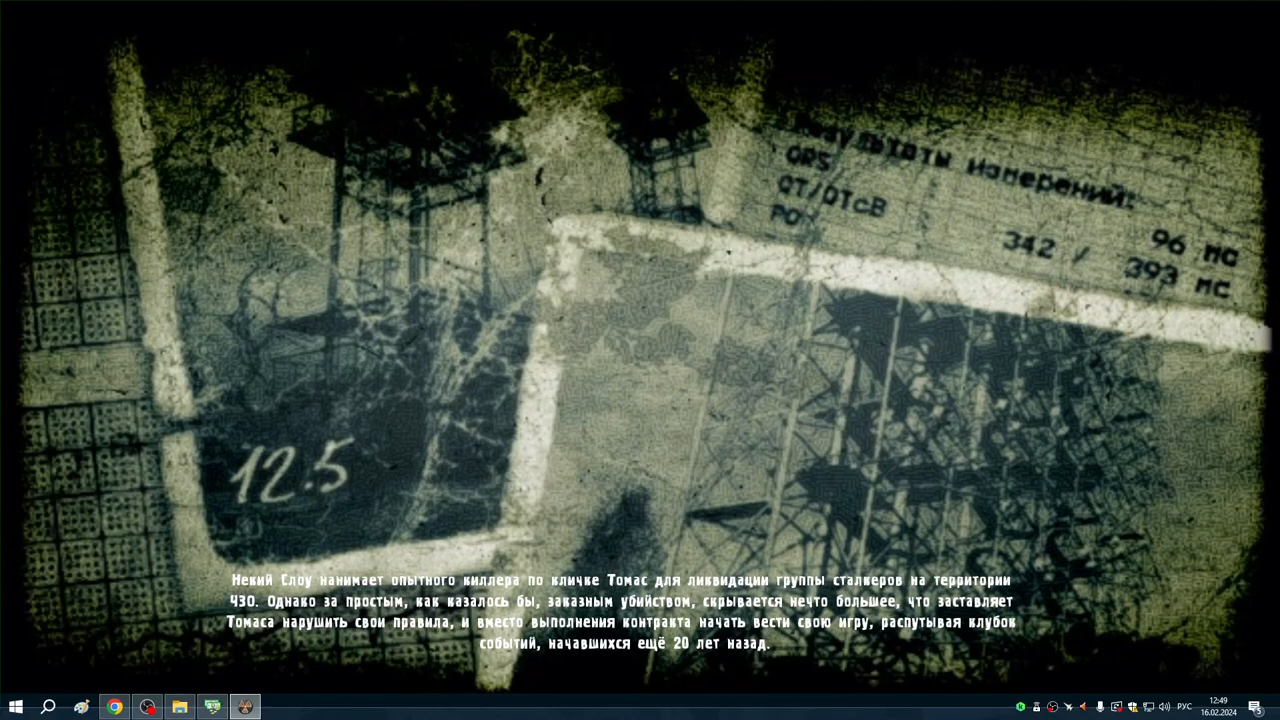 Результаты измерений:
QRS 96 мс
QT/QTcB 342 / 393 мс
PQ
12.5
Некий Слоу нанимает опытного киллера по кличке Томас для ликвидации группы сталкеров на территории
ЧЗО. Однако за простым, как казалось бы, заказным убийством, скрывается нечто большее, что заставляет
Томаса нарушить свои правила, и вместо выполнения контракта начать вести свою игру, распутывая клубок
событий, начавшихся ещё 20 лет назад.
РУС
12:49
16.02.2024
5